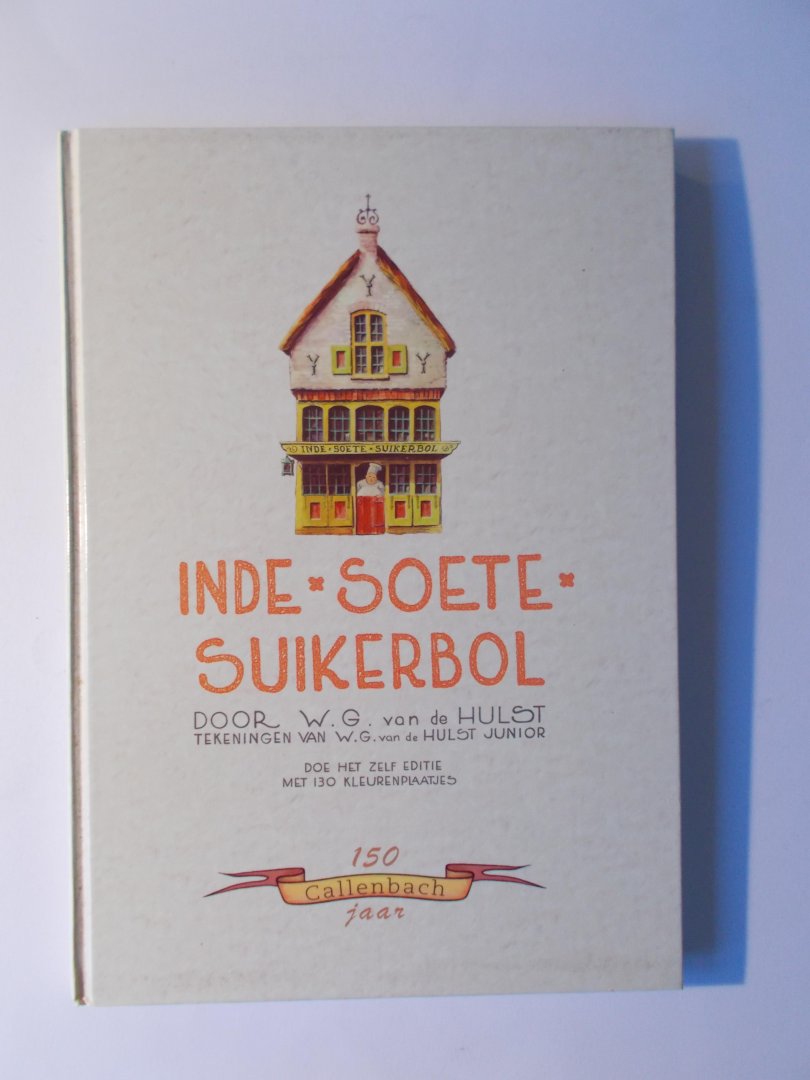 INDE·SOETE·SUIKERBOL
INDE × SOETE ×
SUIKERBOL
DOOR W.G. van de HULST
TEKENINGEN VAN W.G. van de HULST JUNIOR
DOE HET ZELF EDITIE
MET 130 KLEURENPLAATJES
150
Callenbach
jaar